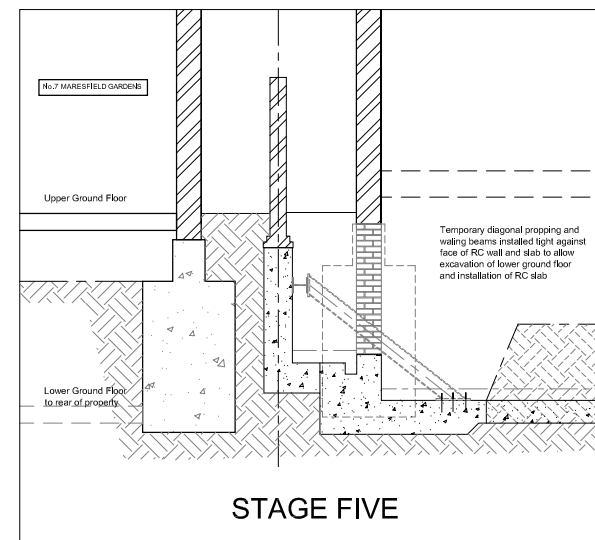 No.7 MARESFIELD GARDENS
Upper Ground Floor
Temporary diagonal propping and
waling beams installed tight against
face of RC wall and slab to allow
excavation of lower ground floor
and installation of RC slab
Lower Ground Floor
to rear of property
STAGE FIVE